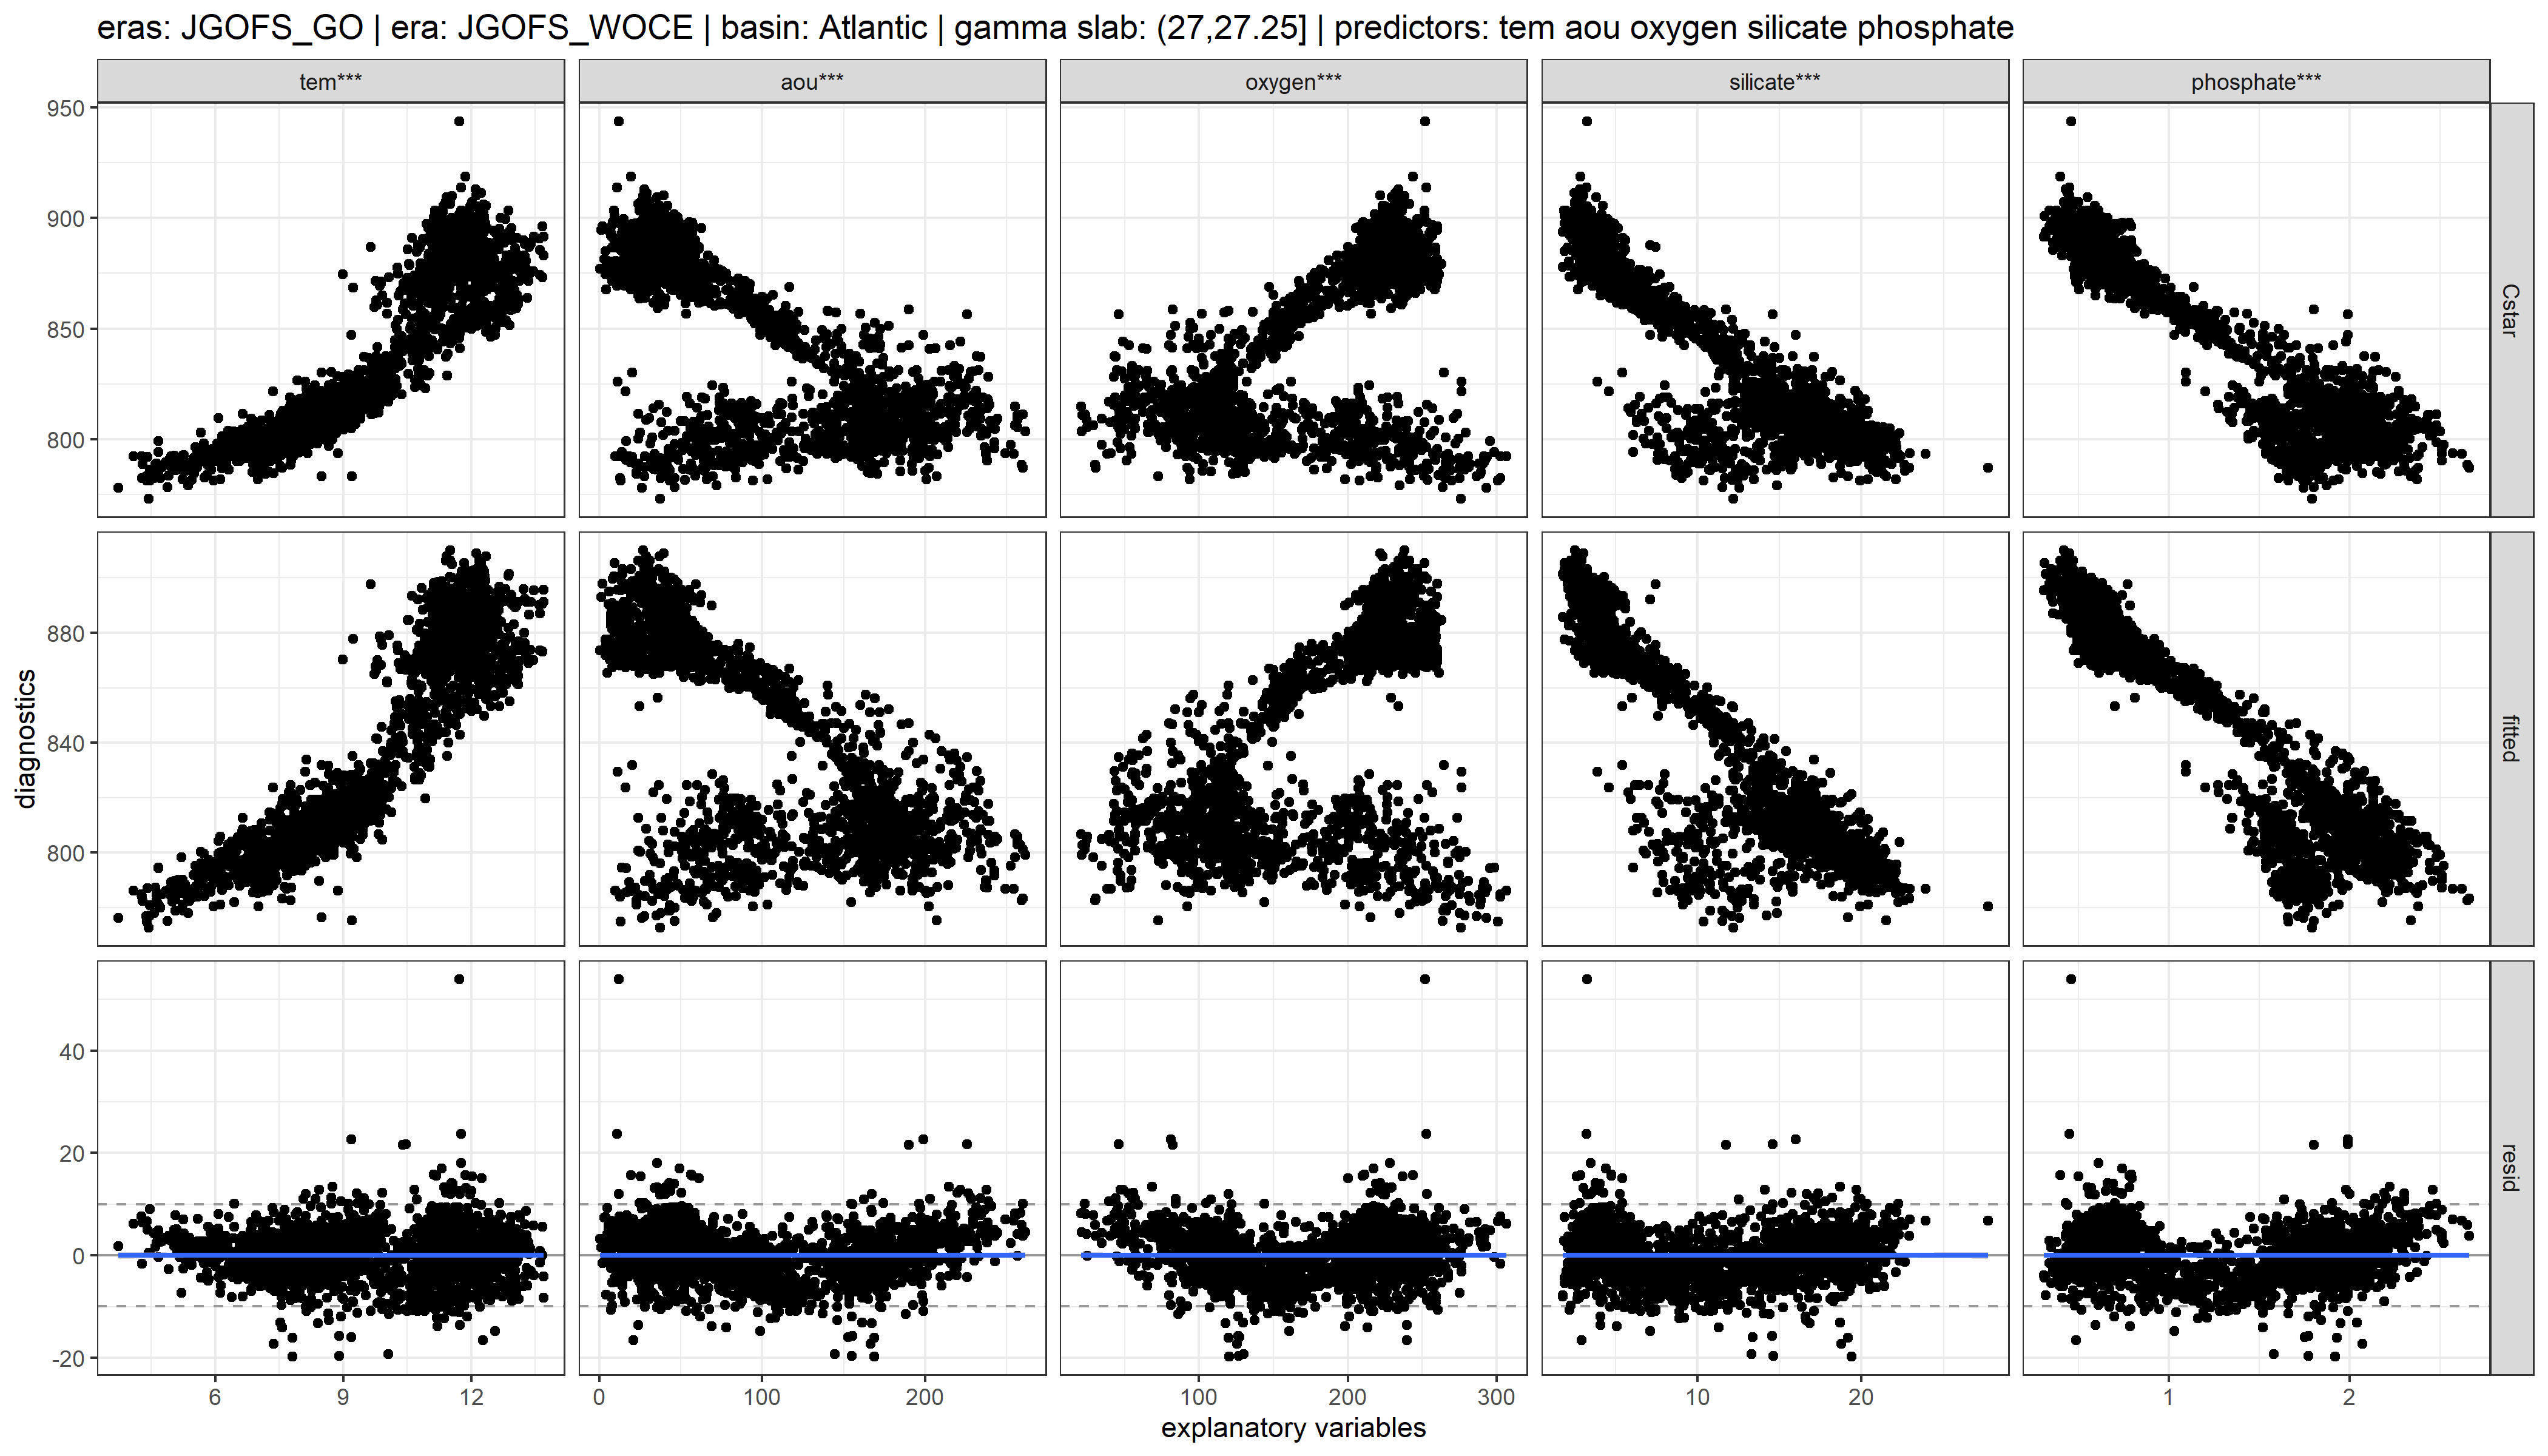 eras: JGOFS_GO | era: JGOFS_WOCE | basin: Atlantic | gamma slab: (27,27.25] | predictors: tem aou oxygen silicate phosphate
tem*** aou*** oxygen*** silicate*** phosphate***
950
900
850
800
Cstar
880
840
800
fitted
diagnostics
40
20
0
-20
resid
6 9 12 0 100 200 100 200 300 10 20 1 2
explanatory variables